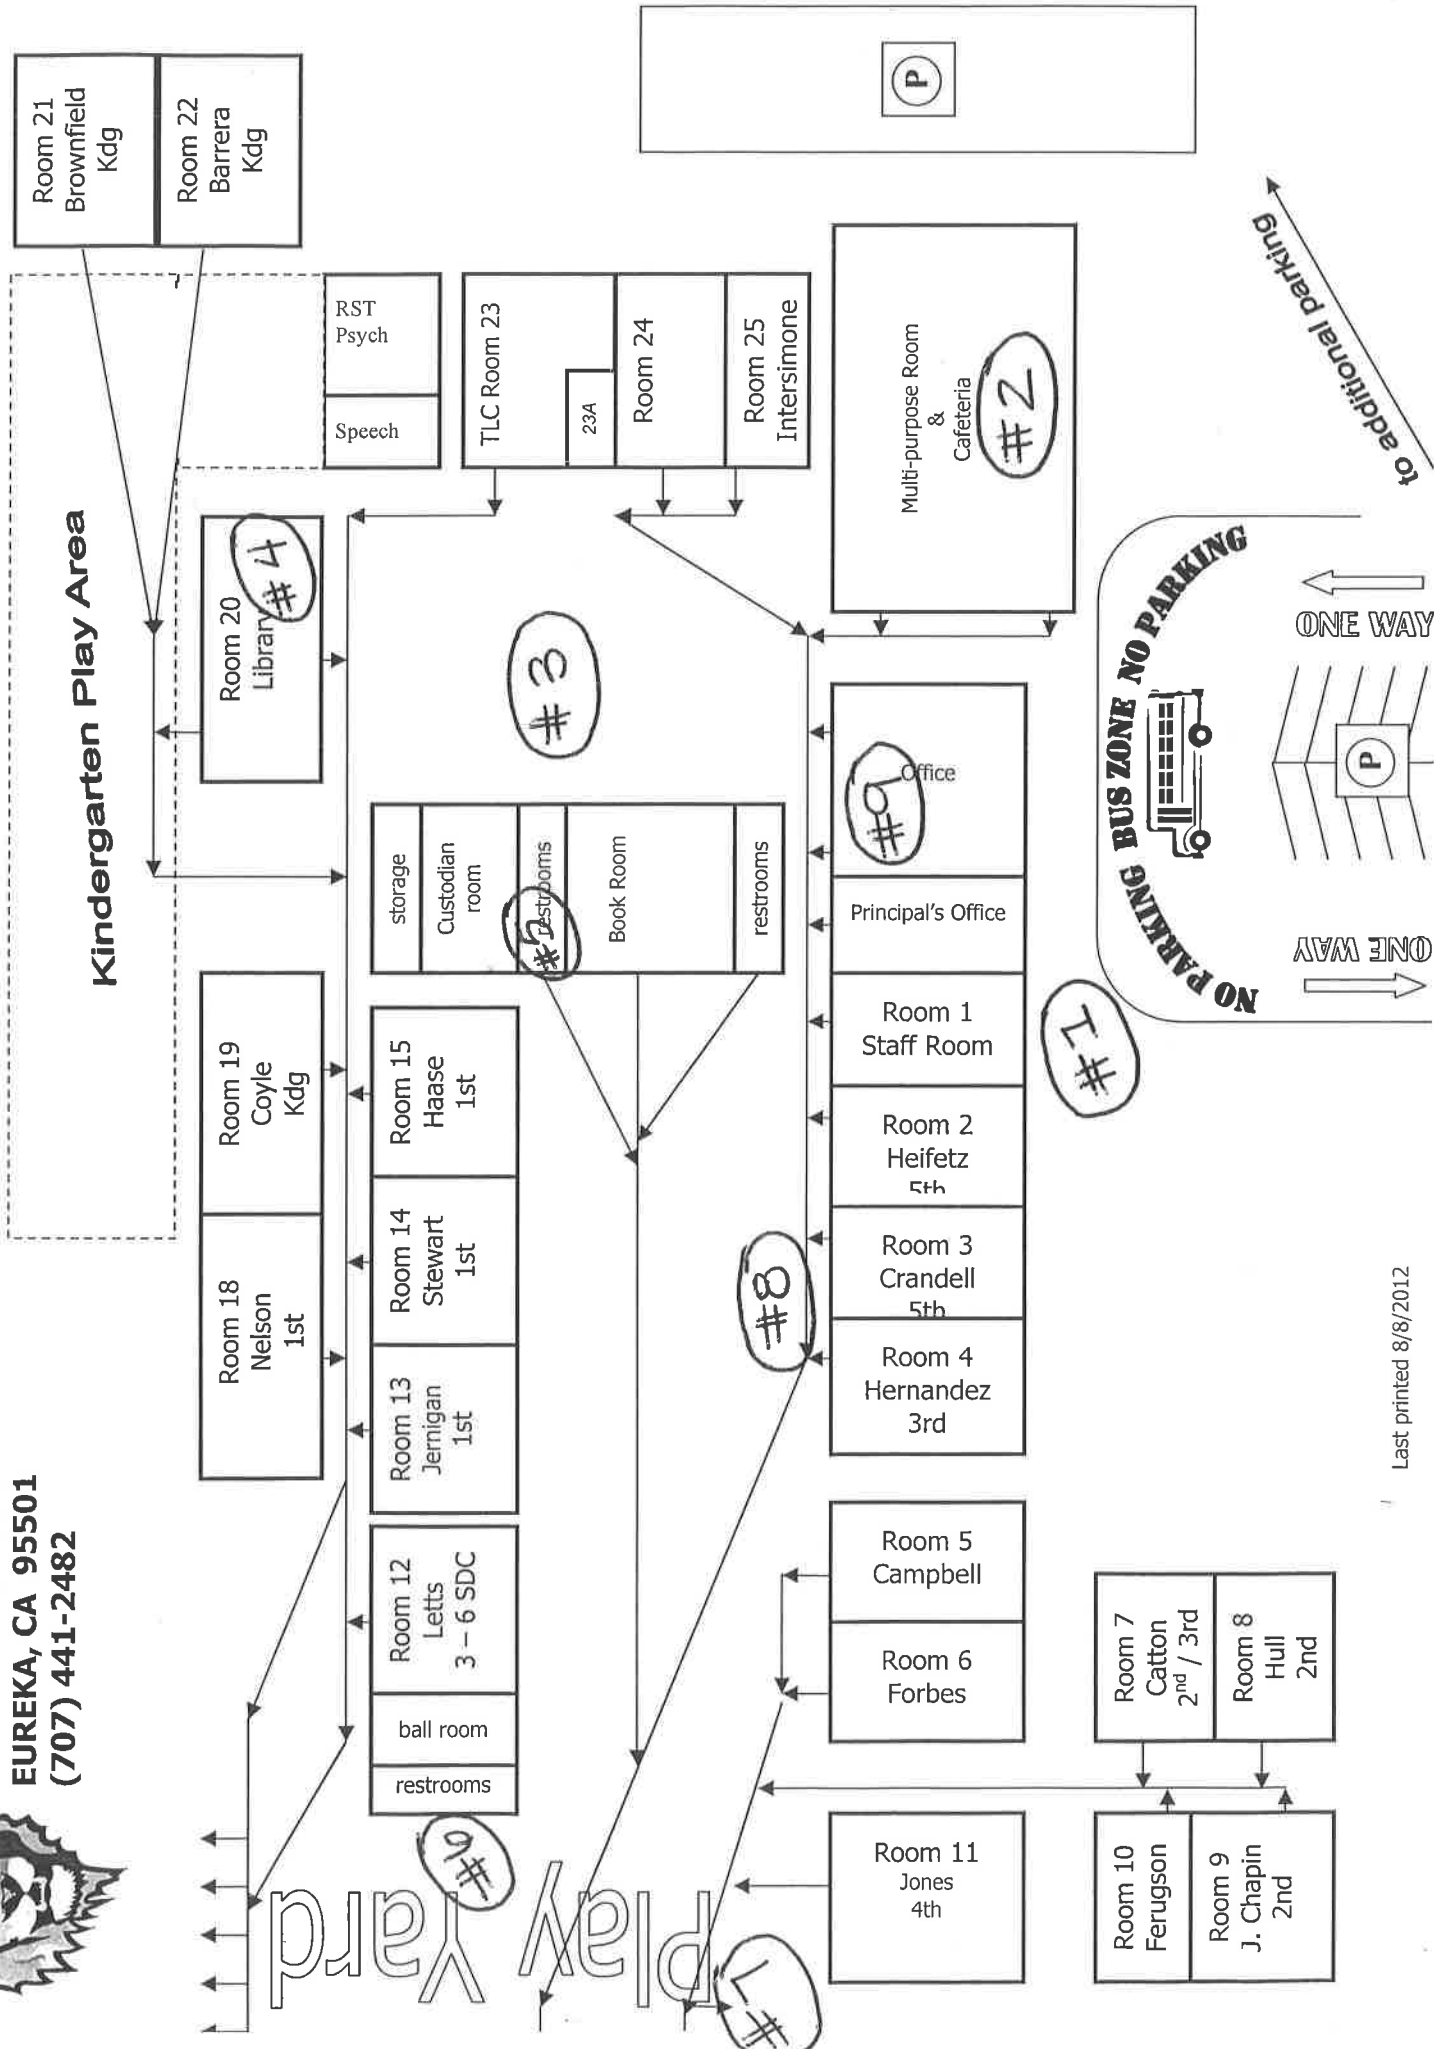 EUREKA, CA 95501
(707) 441-2482
Kindergarten Play Area
Room 21
Brownfield
Kdg
Room 22
Barrera
Kdg
RST
Psych
Speech
Room 18
Nelson
1st
Room 19
Coyle
Kdg
Room 20
Library
#4
TLC Room 23
23A
Room 24
Room 25
Intersimone
restrooms
ball room
Room 12
Letts
3 – 6 SDC
Room 13
Jernigan
1st
Room 14
Stewart
1st
Room 15
Haase
1st
storage
Custodian
room
restrooms
#5
Book Room
restrooms
#3
Play Yard
#7
#8
Room 11
Jones
4th
Room 6
Forbes
Room 5
Campbell
Room 4
Hernandez
3rd
Room 3
Crandell
5th
Room 2
Heifetz
5th
Room 1
Staff Room
Principal's Office
Office
Multi-purpose Room
&
Cafeteria
#2
#1
Room 10
Ferugson
Room 9
J. Chapin
2nd
Room 7
Catton
2nd / 3rd
Room 8
Hull
2nd
NO PARKING BUS ZONE NO PARKING
ONE WAY
P
ONE WAY
to additional parking
P
Last printed 8/8/2012